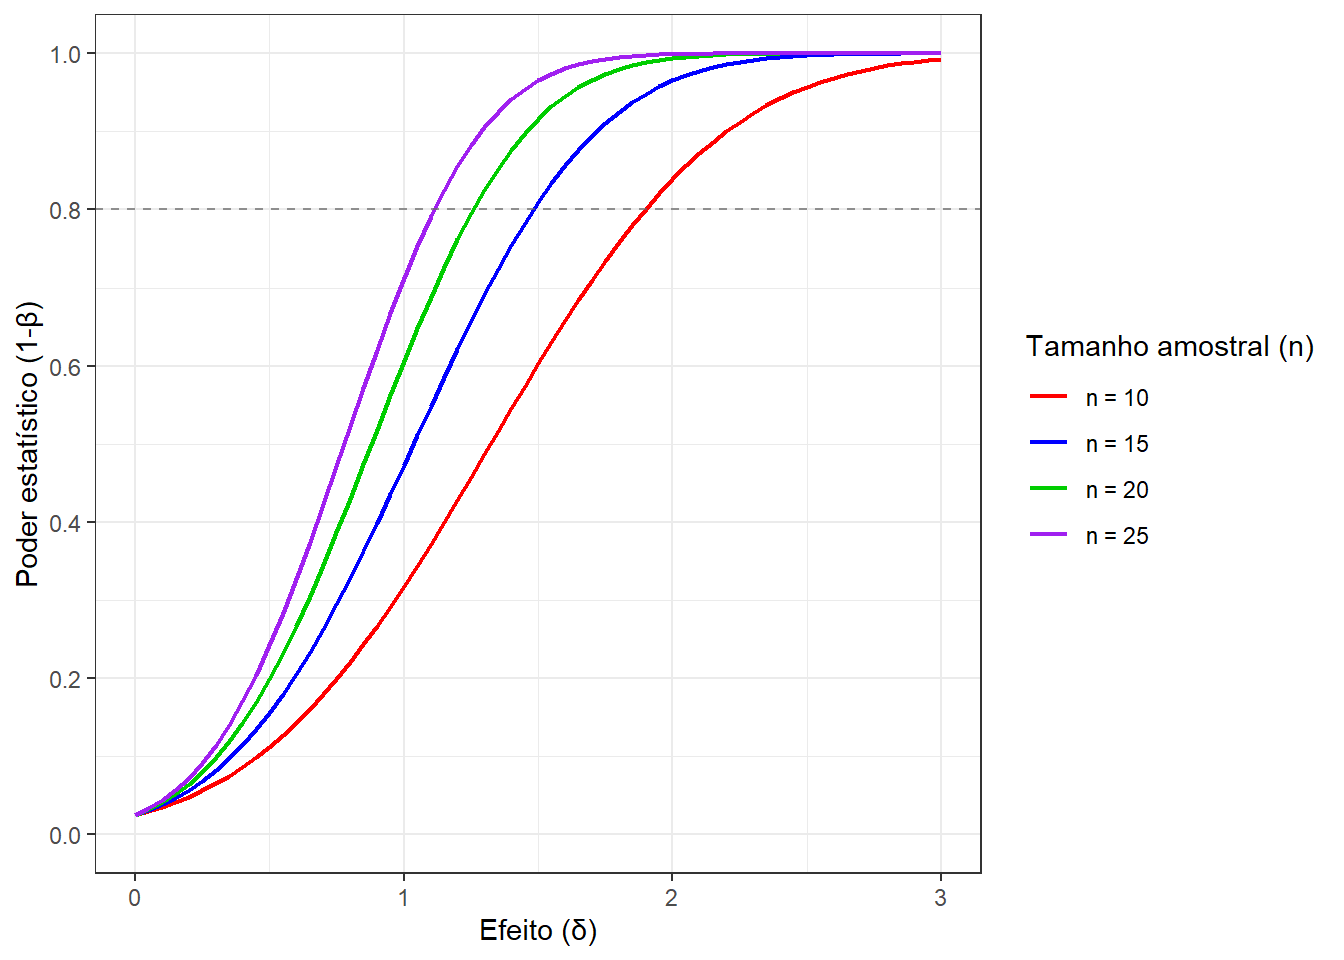 1.0
0.8
0.6
0.4
0.2
0.0
Poder estatístico (1-β)
0 1 2 3
Efeito (δ)
Tamanho amostral (n)
n = 10
n = 15
n = 20
n = 25